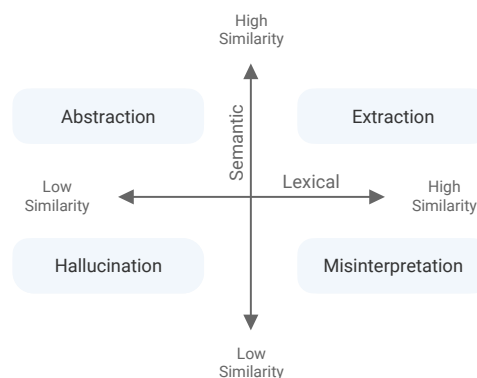 High
Similarity
Abstraction
Extraction
Semantic
Lexical
Low
Similarity
High
Similarity
Hallucination
Misinterpretation
Low
Similarity